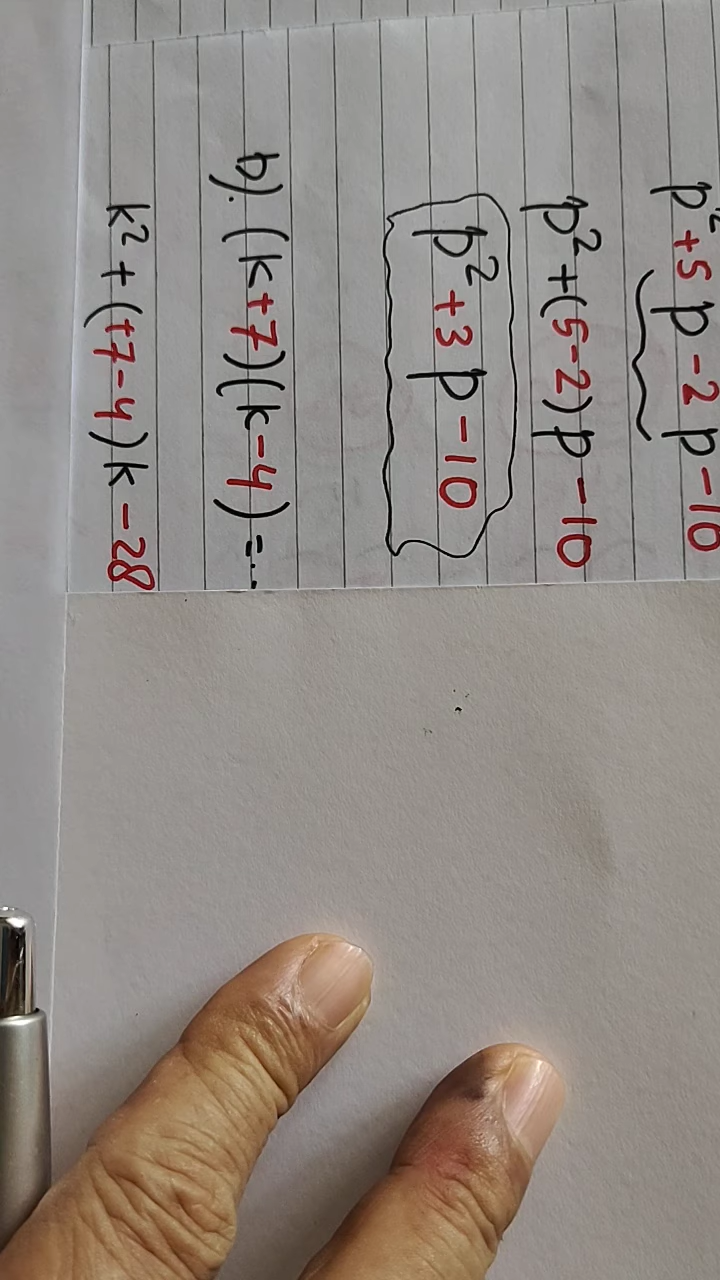 p²+5p-2p-10
p²+(5-2)p-10
p²+3p-10
b). (k+7)(k-4)=...
k²+(+7-4)k-28